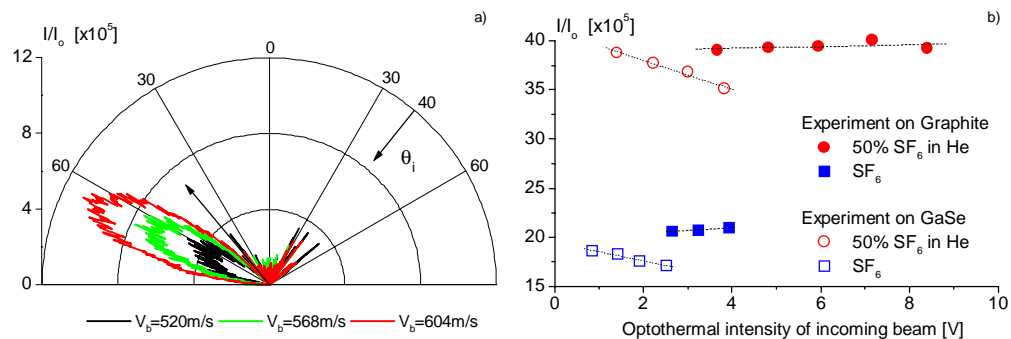 I/Iₒ [x10⁵]
a)
0
12
30
30
40
8
60
θᵢ
60
4
0
V_b=520m/s V_b=568m/s V_b=604m/s
I/Iₒ [x10⁵]
b)
40
35
30
25
20
15
Experiment on Graphite
50% SF₆ in He
SF₆
Experiment on GaSe
50% SF₆ in He
SF₆
0 2 4 6 8 10
Optothermal intensity of incoming beam [V]